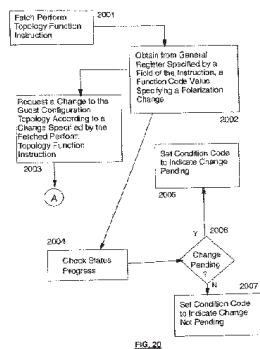 Fetch Perform
Topology Function
Instruction
2001
Obtain from General
Register Specified by a
Field of the Instruction, a
Function Code Value
Specifying a Polarization
Change
2002
Request a Change to the
Guest Configuration
Topology According to a
Change Specified by the
Fetched Perform
Topology Function
Instruction
2003
A
Set Condition Code
to Indicate Change
Pending
2005
2004
Check Status
Progress
Y
2006
Change
Pending
?
N
2007
Set Condition Code
to Indicate Change
Not Pending
FIG. 20